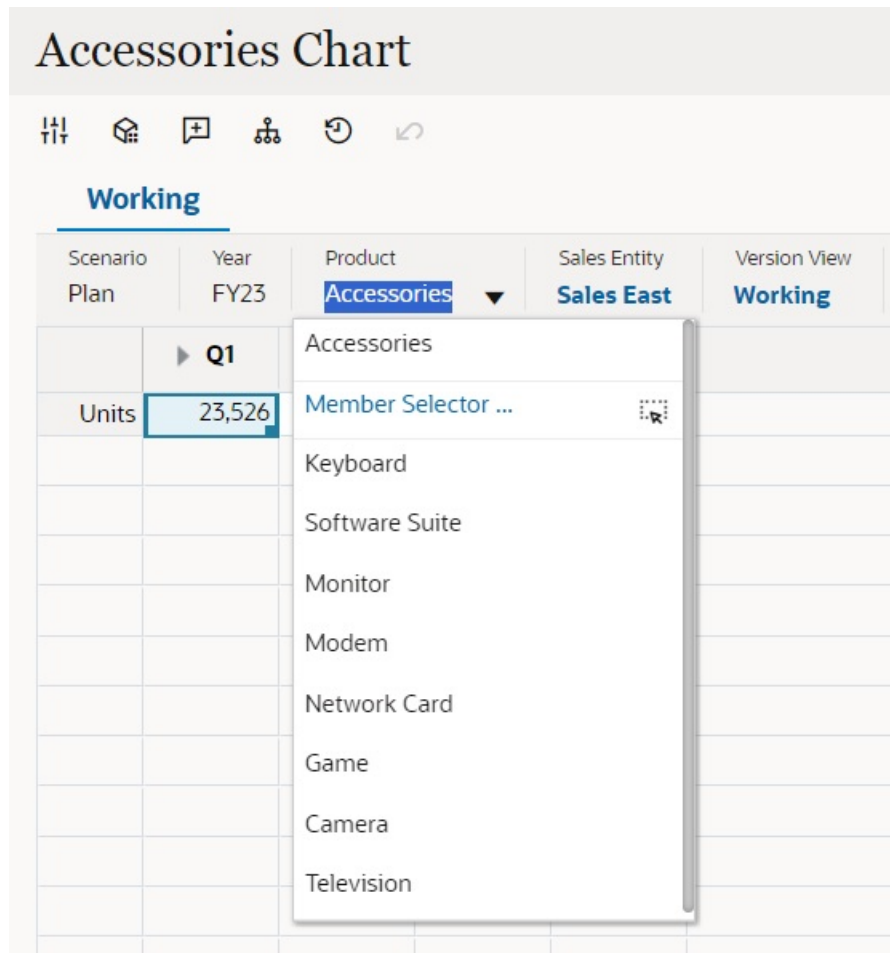 Accessories Chart
Working
Scenario Year Product Sales Entity Version View
Plan FY23 Accessories Sales East Working
Q1
Accessories
Units 23,526 Member Selector ...
Keyboard
Software Suite
Monitor
Modem
Network Card
Game
Camera
Television